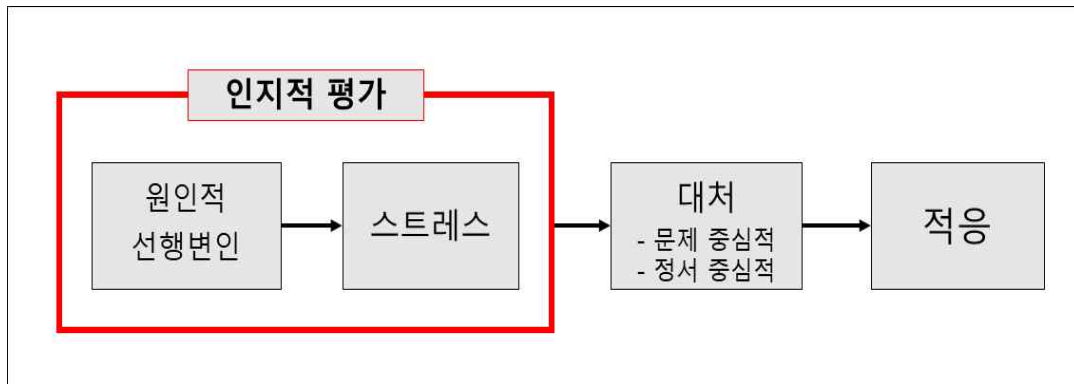 인지적 평가
원인적
선행변인
스트레스
대처
- 문제 중심적
- 정서 중심적
적응